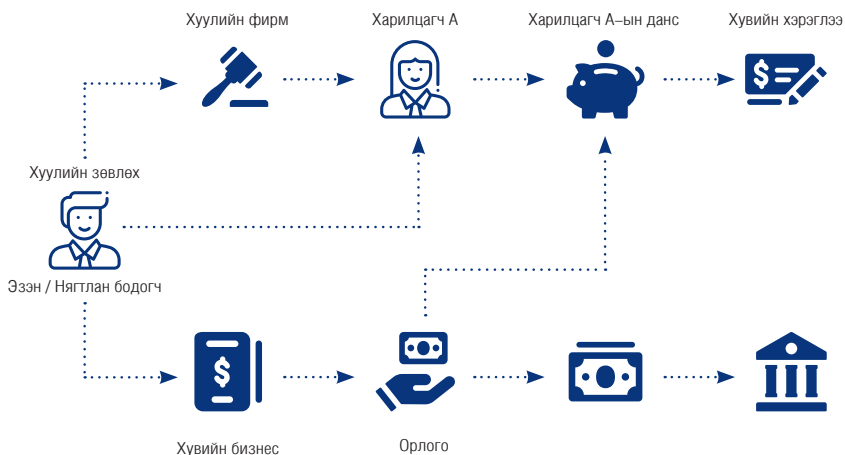 Хуулийн фирм
Харилцагч А
Харилцагч А–ын данс
Хувийн хэрэглээ
$
Хуулийн зөвлөх
Эзэн / Нягтлан бодогч
$
Хувийн бизнес
Орлого